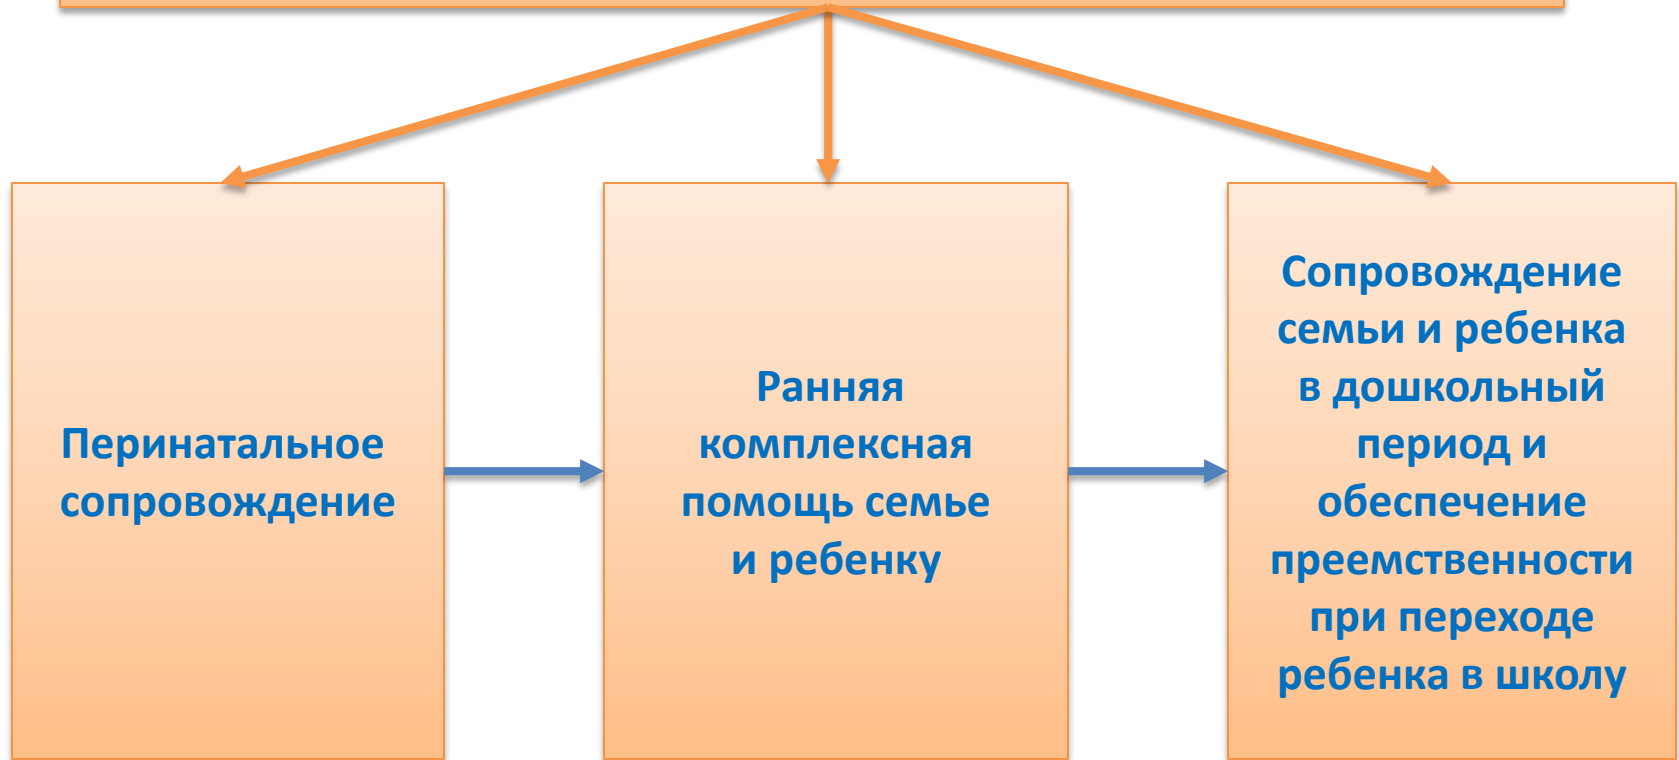 Перинатальное
сопровождение
Ранняя
комплексная
помощь семье
и ребенку
Сопровождение
семьи и ребенка
в дошкольный
период и
обеспечение
преемственности
при переходе
ребенка в школу